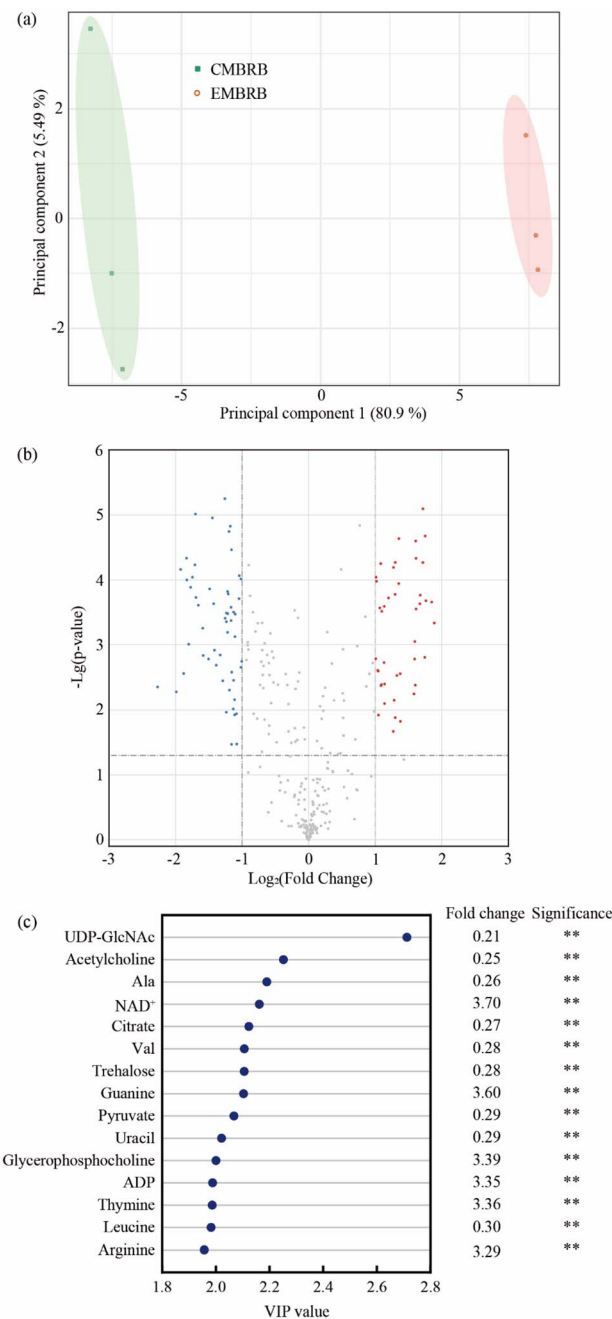 (a)
CMBRB
EMBRB
2
0
-2
Principal component 2 (5.49 %)
-5 0 5
Principal component 1 (80.9 %)
(b)
6
5
4
3
2
1
0
-Lg(p-value)
-3 -2 -1 0 1 2 3
Log₂(Fold Change)
(c)
Fold change Significance
UDP-GlcNAc 0.21 **
Acetylcholine 0.25 **
Ala 0.26 **
NAD⁺ 3.70 **
Citrate 0.27 **
Val 0.28 **
Trehalose 0.28 **
Guanine 3.60 **
Pyruvate 0.29 **
Uracil 0.29 **
Glycerophosphocholine 3.39 **
ADP 3.35 **
Thymine 3.36 **
Leucine 0.30 **
Arginine 3.29 **
1.8 2.0 2.2 2.4 2.6 2.8
VIP value